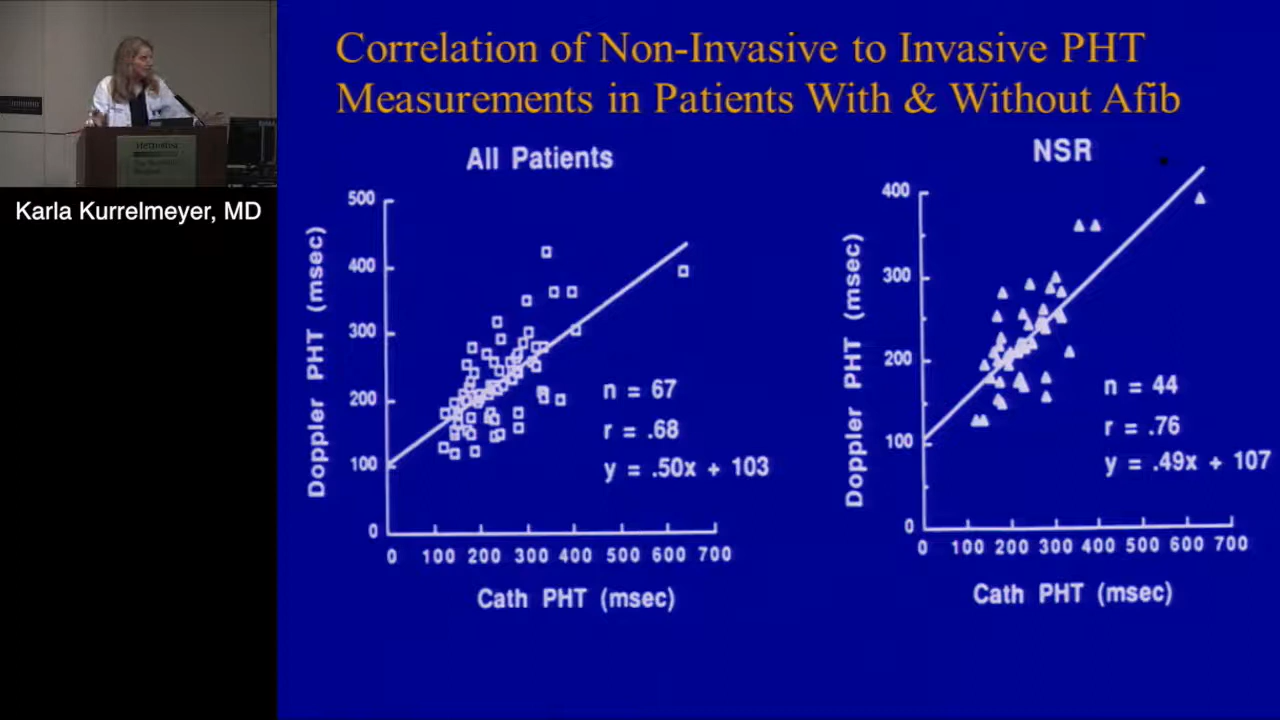 Correlation of Non-Invasive to Invasive PHT
Measurements in Patients With & Without Afib
Karla Kurrelmeyer, MD
Methodist
All Patients
500
400
300
200
100
0
Doppler PHT (msec)
n = 67
r = .68
y = .50x + 103
0 100 200 300 400 500 600 700
Cath PHT (msec)
NSR
400
300
200
100
0
Doppler PHT (msec)
n = 44
r = .76
y = .49x + 107
0 100 200 300 400 500 600 700
Cath PHT (msec)